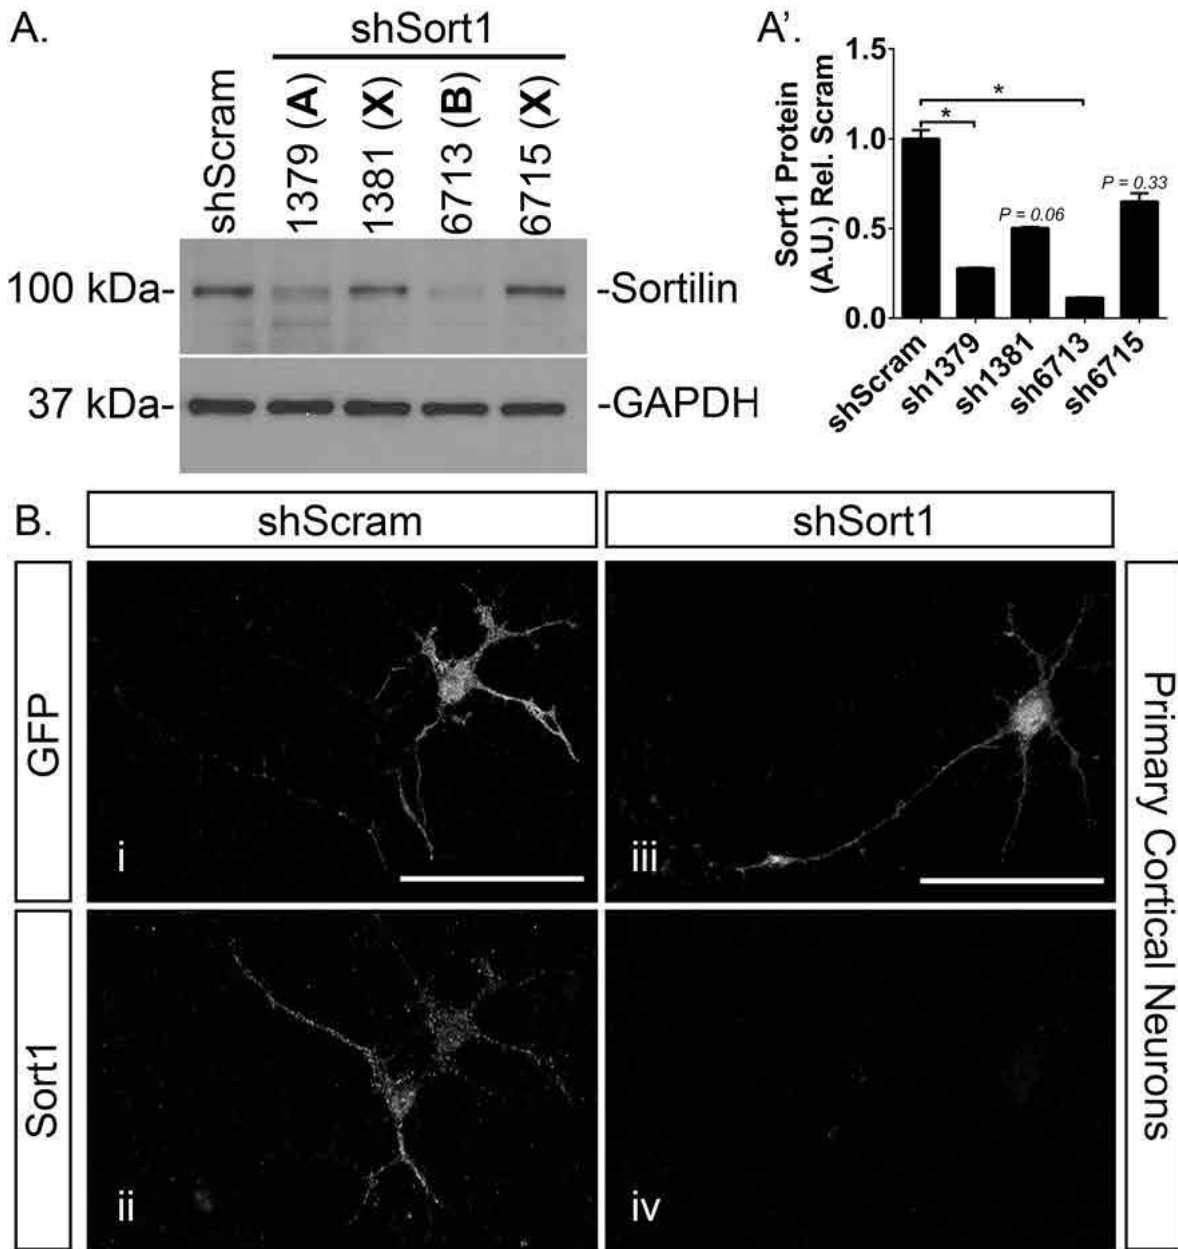 A.
shSort1
shScram
1379 (A)
1381 (X)
6713 (B)
6715 (X)
100 kDa-
-Sortilin
37 kDa-
-GAPDH
A'.
Sort1 Protein
(A.U.) Rel. Scram
1.5
1.0
0.5
0.0
*
*
P = 0.06
P = 0.33
shScram
sh1379
sh1381
sh6713
sh6715
B.
shScram
shSort1
GFP
Sort1
i
iii
ii
iv
Primary Cortical Neurons